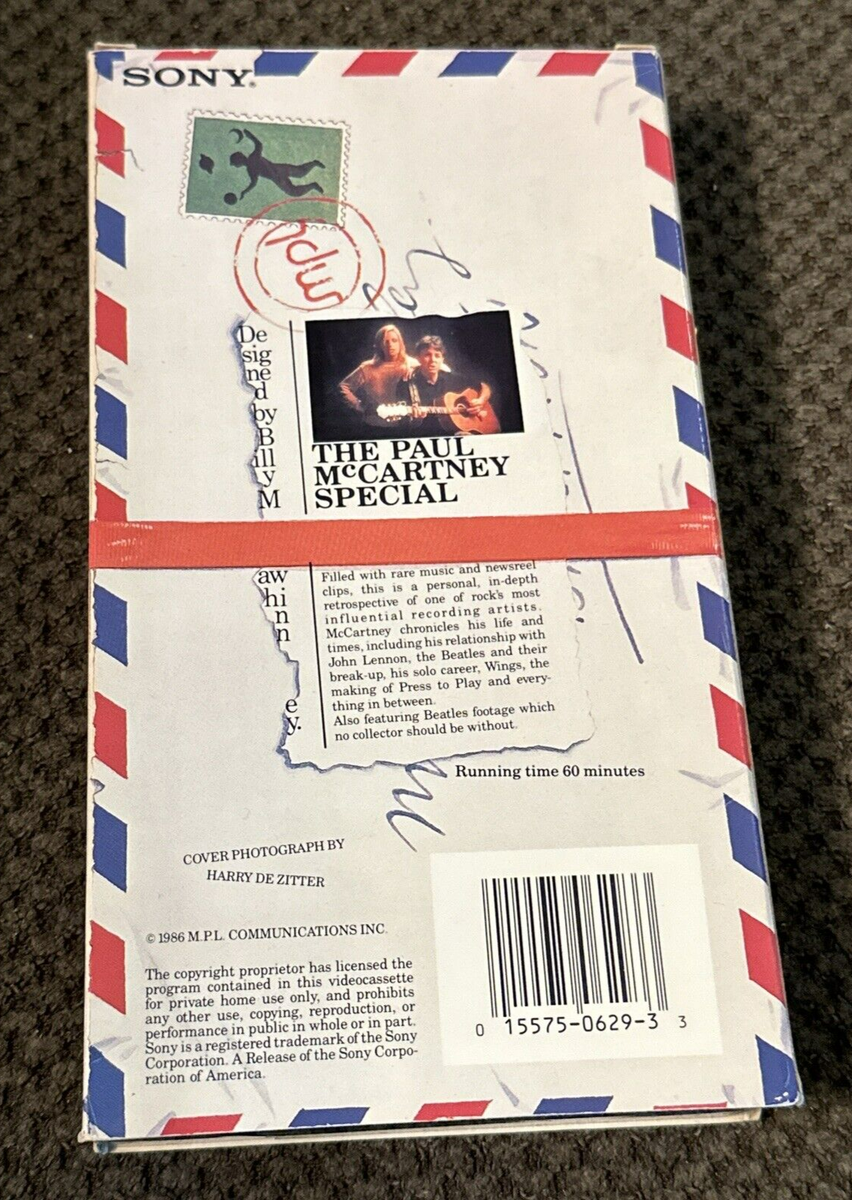 SONY.
mpl
De
sig
ne
d
by
B
ill
y
M
aw
hi
n
n
e
y.
THE PAUL
McCARTNEY
SPECIAL
Filled with rare music and newsreel
clips, this is a personal, in-depth
retrospective of one of rock's most
influential recording artists.
McCartney chronicles his life and
times, including his relationship with
John Lennon, the Beatles and their
break-up, his solo career, Wings, the
making of Press to Play and every-
thing in between.
Also featuring Beatles footage which
no collector should be without.
Running time 60 minutes
COVER PHOTOGRAPH BY
HARRY DE ZITTER
© 1986 M.P.L. COMMUNICATIONS INC.
The copyright proprietor has licensed the
program contained in this videocassette
for private home use only, and prohibits
any other use, copying, reproduction, or
performance in public in whole or in part.
Sony is a registered trademark of the Sony
Corporation. A Release of the Sony Corpo-
ration of America.
0 15575-0629-3 3